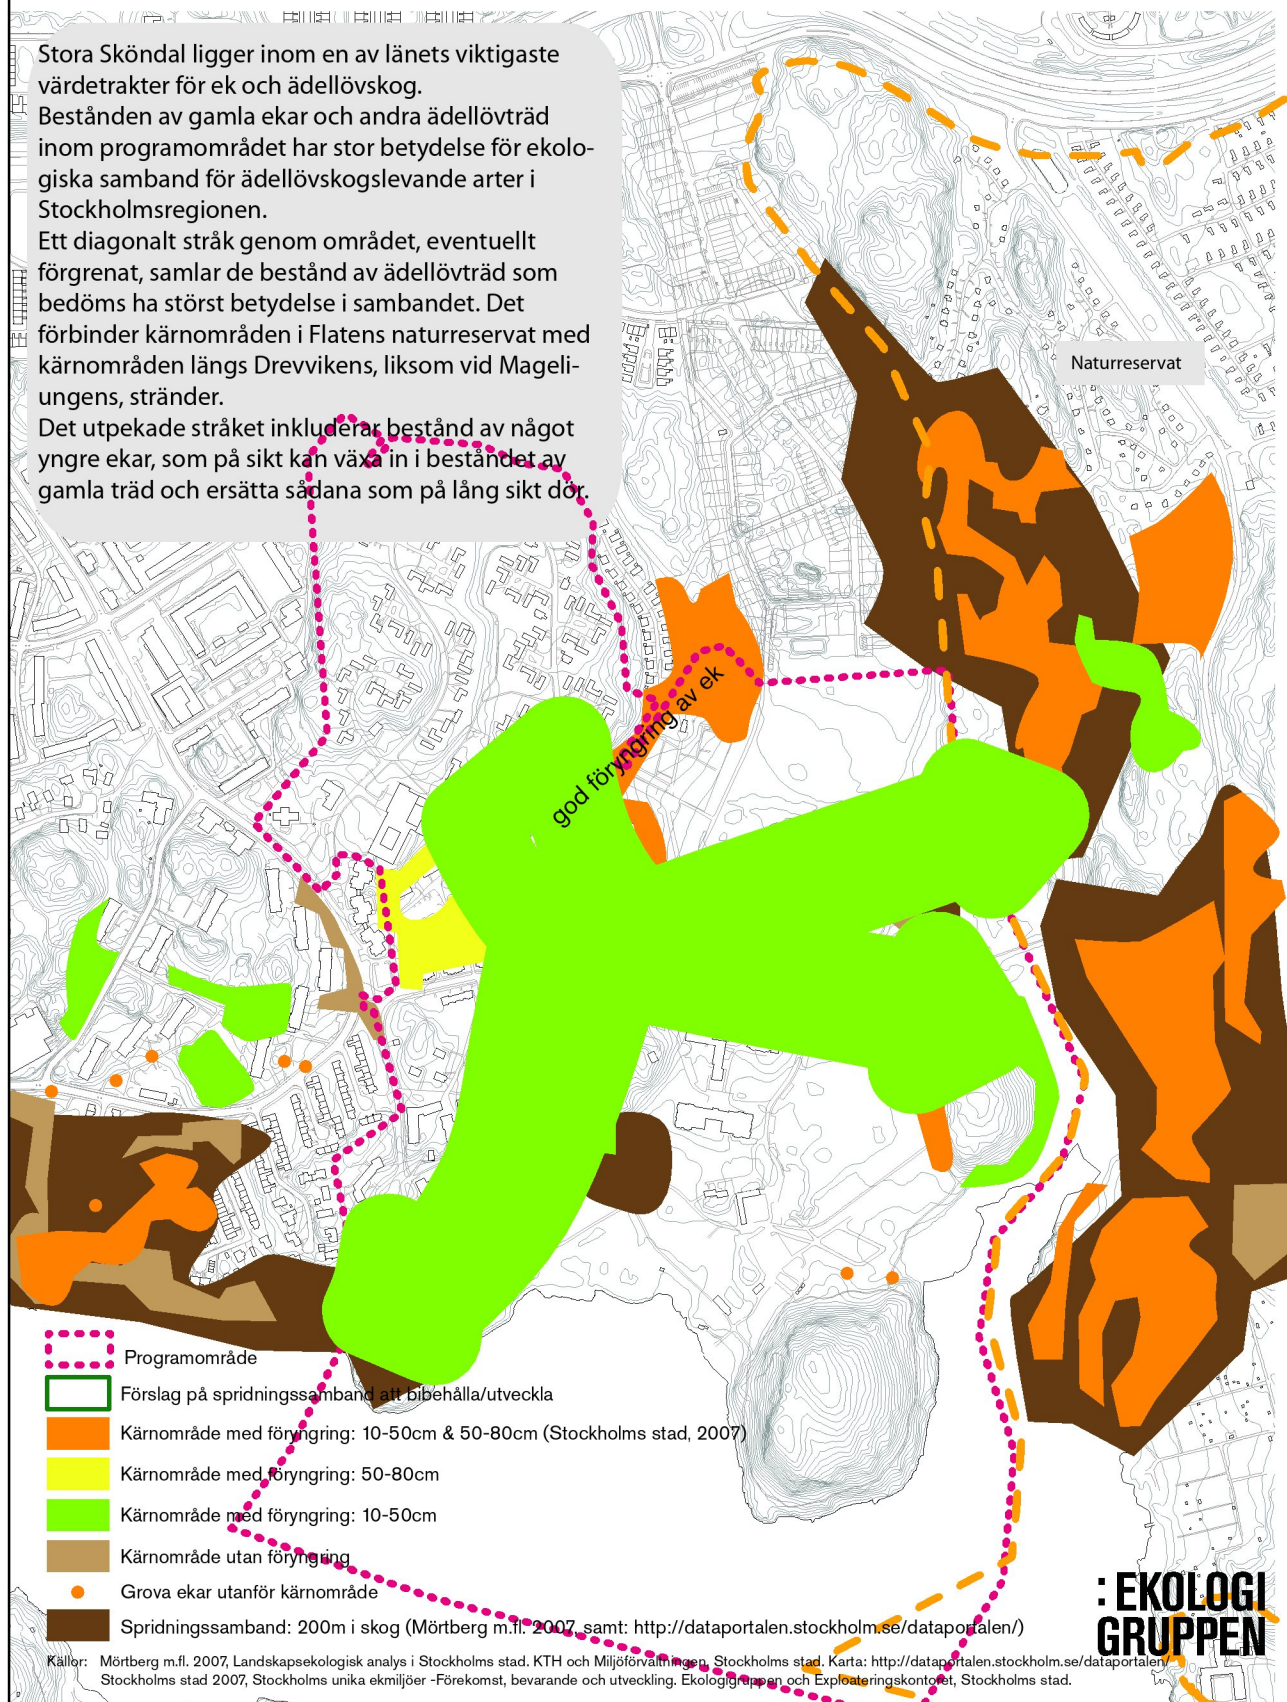 Stora Sköndal ligger inom en av länets viktigaste
värdetrakter för ek och ädellövskog.
Bestånden av gamla ekar och andra ädellövträd
inom programområdet har stor betydelse för ekolo-
giska samband för ädellövskogslevande arter i
Stockholmsregionen.
Ett diagonalt stråk genom området, eventuellt
förgrenat, samlar de bestånd av ädellövträd som
bedöms ha störst betydelse i sambandet. Det
förbinder kärnområden i Flatens naturreservat med
kärnområden längs Drevvikens, liksom vid Mageli-
ungens, stränder.
Det utpekade stråket inkluderar bestånd av något
yngre ekar, som på sikt kan växa in i beståndet av
gamla träd och ersätta sådana som på lång sikt dör.
Naturreservat
god föryngring av ek
Programområde
Förslag på spridningssamband att bibehålla/utveckla
Kärnområde med föryngring: 10-50cm & 50-80cm (Stockholms stad, 2007)
Kärnområde med föryngring: 50-80cm
Kärnområde med föryngring: 10-50cm
Kärnområde utan föryngring
Grova ekar utanför kärnområde
Spridningssamband: 200m i skog (Mörtberg m.fl. 2007, samt: http://dataportalen.stockholm.se/dataportalen/)
:EKOLOGI
GRUPPEN
Källor: Mörtberg m.fl. 2007, Landskapsekologisk analys i Stockholms stad. KTH och Miljöförvaltningen, Stockholms stad. Karta: http://dataportalen.stockholm.se/dataportalen/
Stockholms stad 2007, Stockholms unika ekmiljöer -Förekomst, bevarande och utveckling. Ekologigruppen och Exploateringskontoret, Stockholms stad.